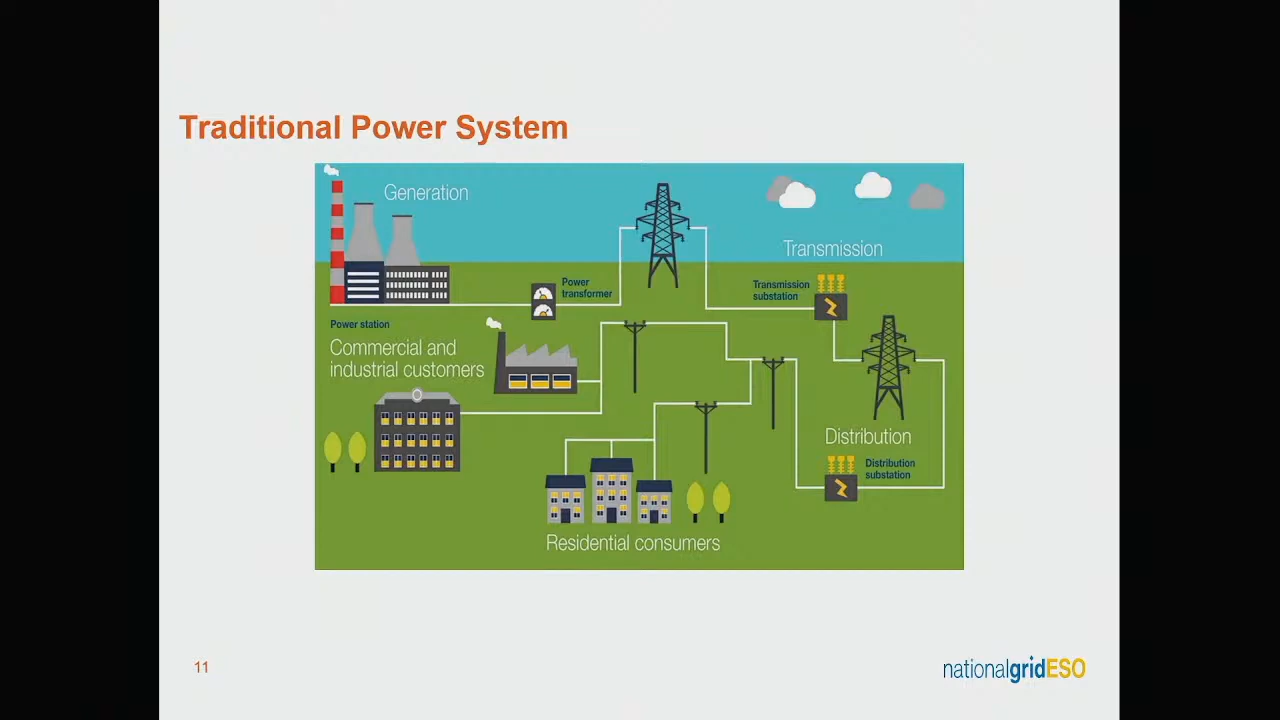 Traditional Power System
Generation
Transmission
Power
transformer
Transmission
substation
Power station
Commercial and
industrial customers
Distribution
Distribution
substation
Residential consumers
11
nationalgridESO